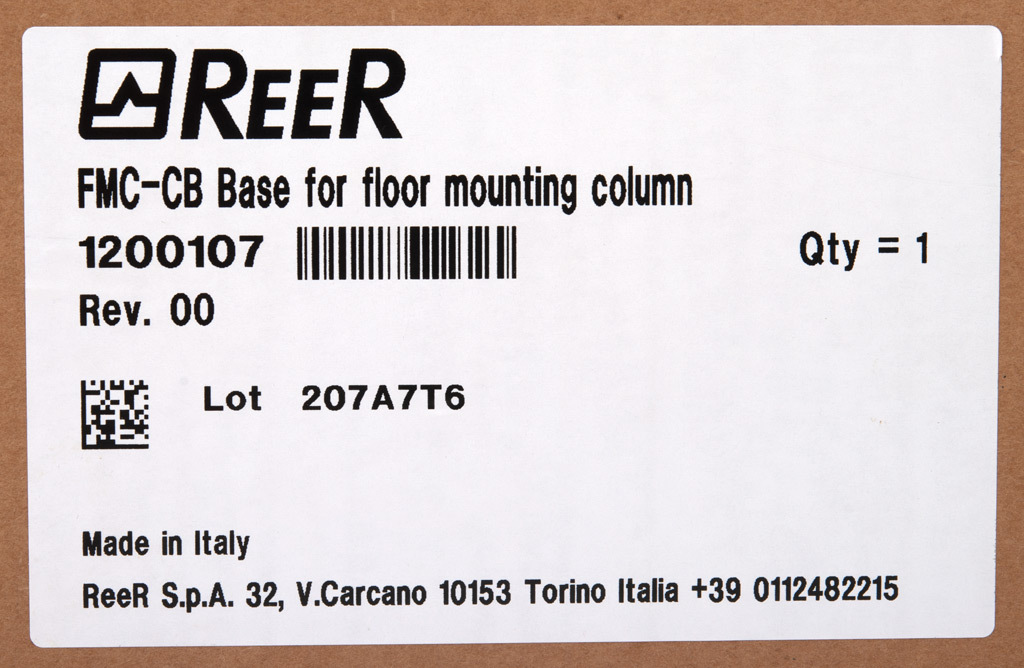 REER
FMC-CB Base for floor mounting column
1200107
Qty = 1
Rev. 00
Lot 207A7T6
Made in Italy
ReeR S.p.A. 32, V.Carcano 10153 Torino Italia +39 0112482215